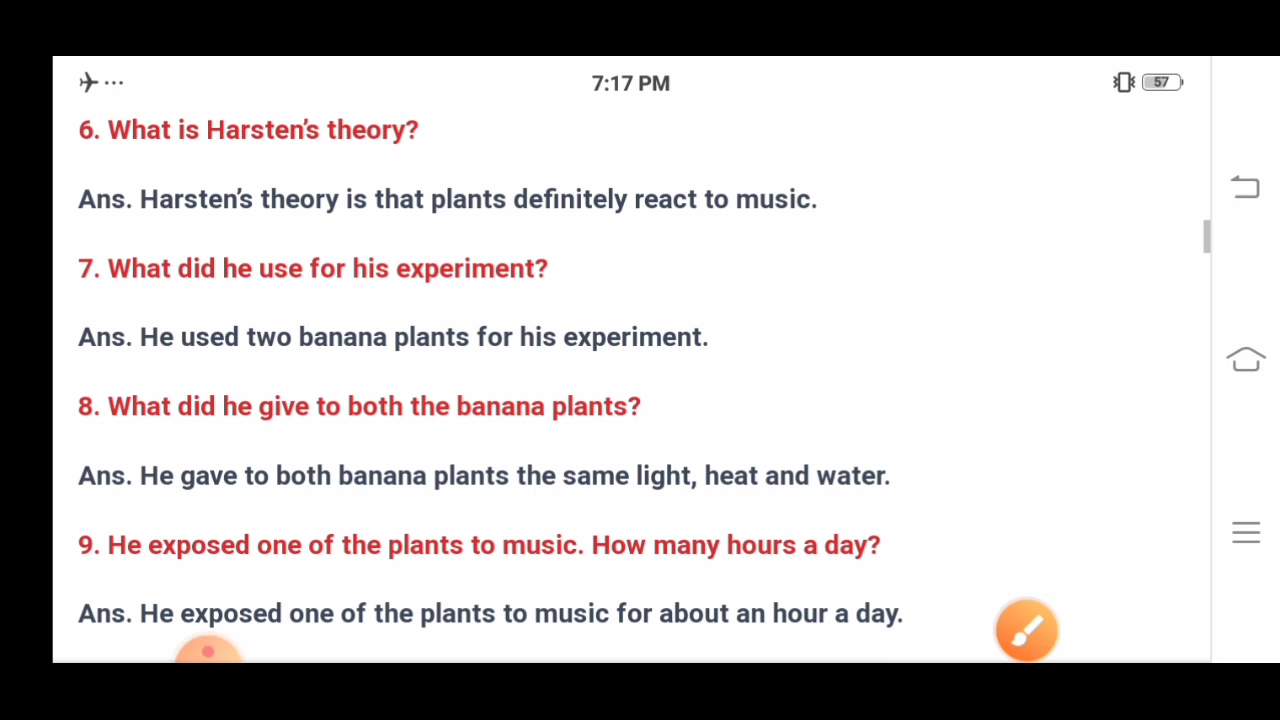 7:17 PM
57
6. What is Harsten’s theory?
Ans. Harsten’s theory is that plants definitely react to music.
7. What did he use for his experiment?
Ans. He used two banana plants for his experiment.
8. What did he give to both the banana plants?
Ans. He gave to both banana plants the same light, heat and water.
9. He exposed one of the plants to music. How many hours a day?
Ans. He exposed one of the plants to music for about an hour a day.